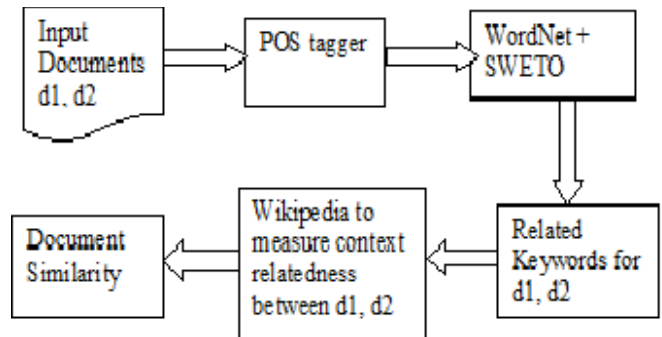 Input
Documents
d1, d2
POS tagger
WordNet +
SWETO
Related
Keywords for
d1, d2
Wikipedia to
measure context
relatedness
between d1, d2
Document
Similarity